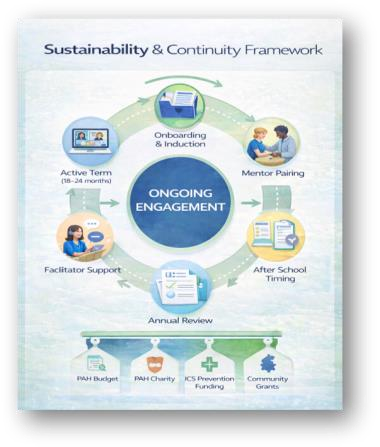 Sustainability & Continuity Framework
Onboarding
& Induction
Active Term
(18-24 months)
Mentor Pairing
ONGOING
ENGAGEMENT
Facilitator Support
After School
Timing
Annual Review
PAH Budget
PAH Charity
JCS Prevention
Funding
Community
Grants